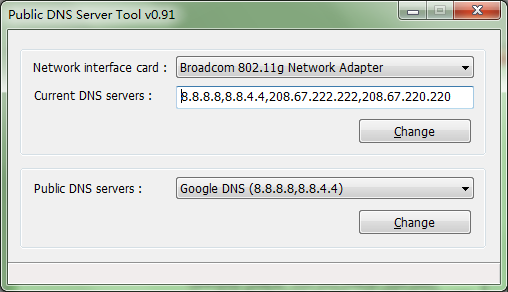 Public DNS Server Tool v0.91
Network interface card : Broadcom 802.11g Network Adapter
Current DNS servers : 8.8.8.8,8.8.4.4,208.67.222.222,208.67.220.220
Change
Public DNS servers : Google DNS (8.8.8.8,8.8.4.4)
Change